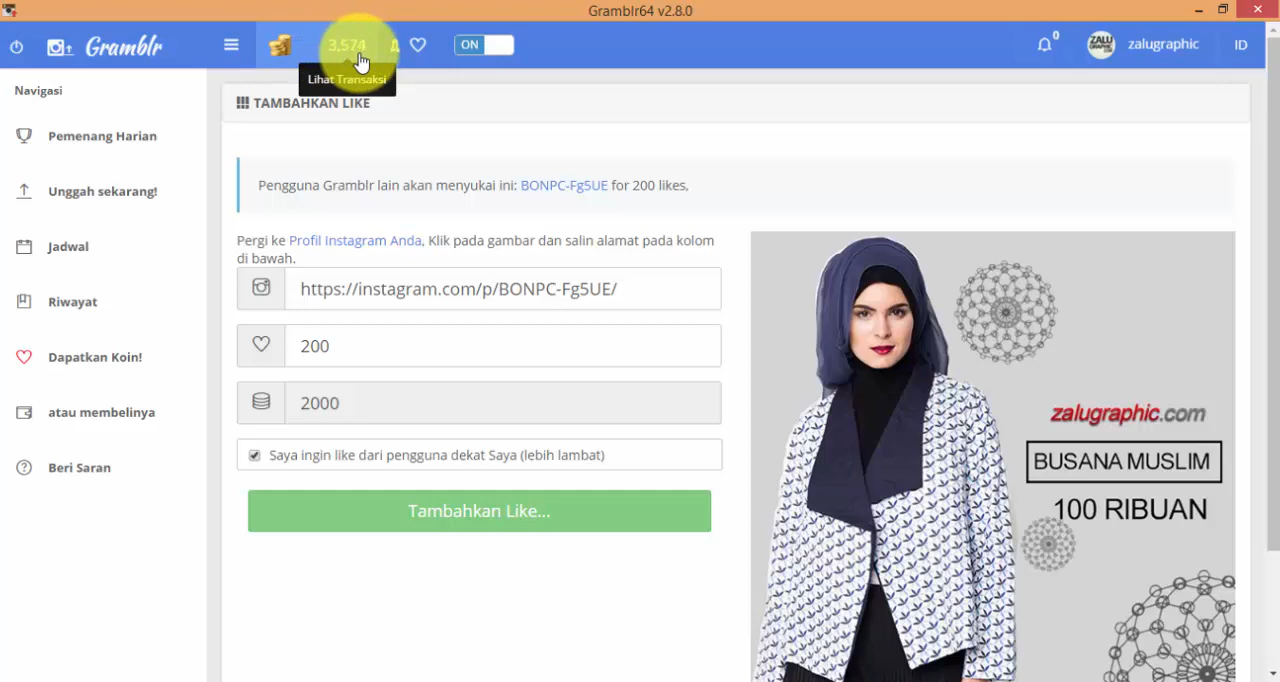 Gramblr64 v2.8.0
Gramblr
3,574
ON
0
ZALU
GRAPHIC
zalugraphic
ID
Lihat Transaksi
Navigasi
Pemenang Harian
Unggah sekarang!
Jadwal
Riwayat
Dapatkan Koin!
atau membelinya
Beri Saran
TAMBAHKAN LIKE
Pengguna Gramblr lain akan menyukai ini: BONPC-Fg5UE for 200 likes,
Pergi ke Profil Instagram Anda, Klik pada gambar dan salin alamat pada kolom
di bawah.
https://instagram.com/p/BONPC-Fg5UE/
200
2000
Saya ingin like dari pengguna dekat Saya (lebih lambat)
Tambahkan Like...
zalugraphic.com
BUSANA MUSLIM
100 RIBUAN